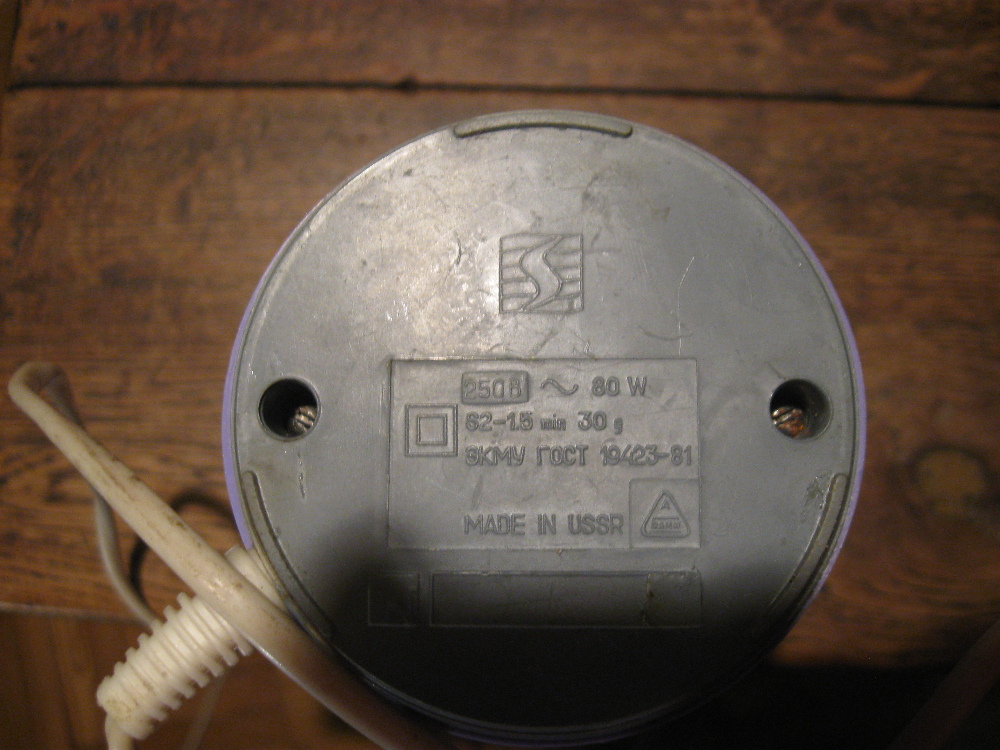 250В ~ 80 W
S2-1.5 min 30 g
ЭКМУ ГОСТ 19423-81
MADE IN USSR